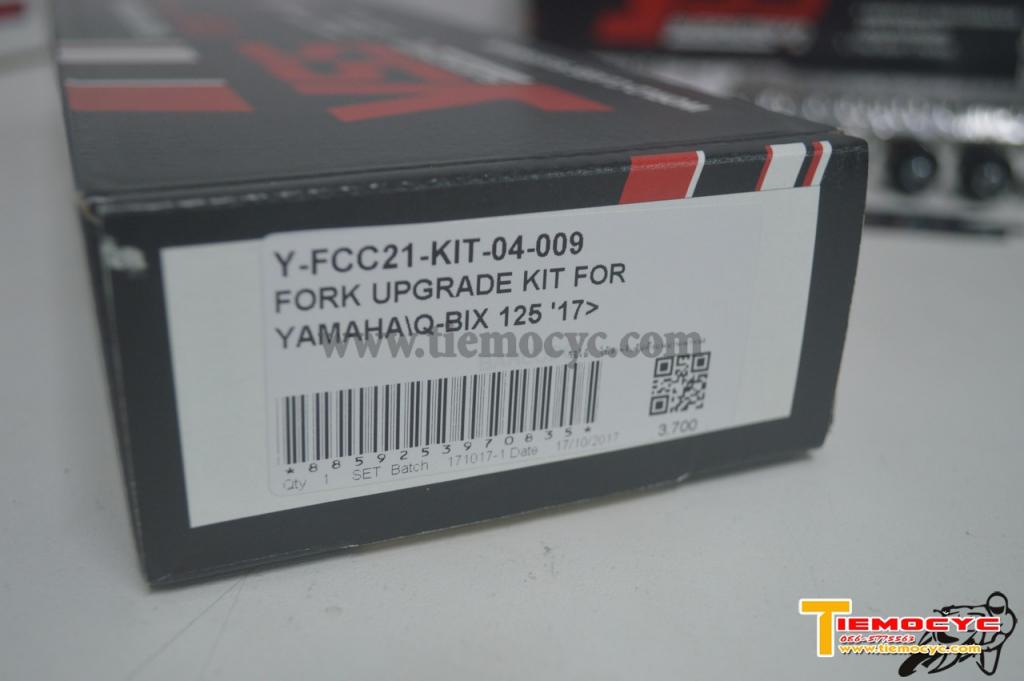 YSS
Y-FCC21-KIT-04-009
FORK UPGRADE KIT FOR
YAMAHA\Q-BIX 125 '17>
www.tiemocyc.com
*8859253970835*
3.700
Qty 1 SET Batch 171017-1 Date 17/10/2017
TIEMOCYC
www.tiemocyc.com